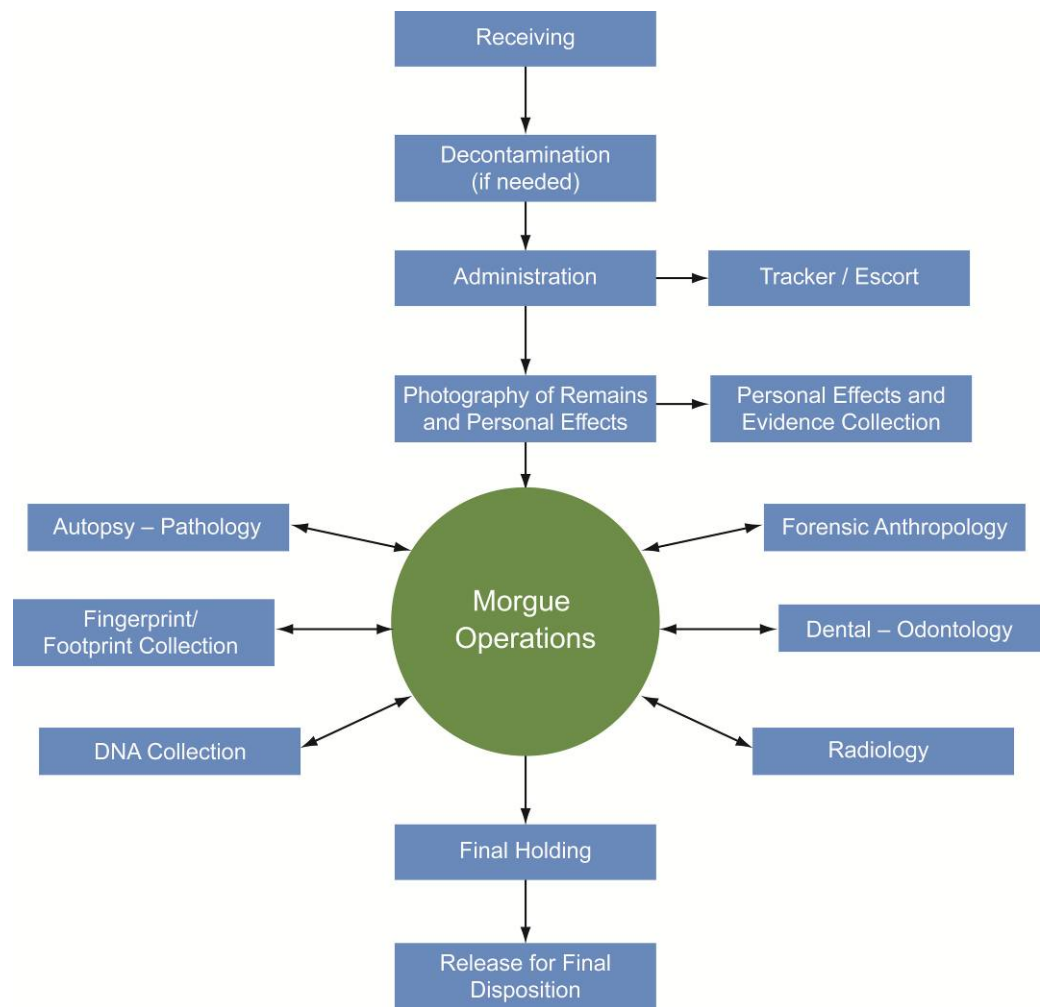 Receiving
Decontamination
(if needed)
Administration
Tracker / Escort
Photography of Remains
and Personal Effects
Personal Effects and
Evidence Collection
Autopsy – Pathology
Forensic Anthropology
Morgue
Operations
Fingerprint/
Footprint Collection
Dental – Odontology
DNA Collection
Radiology
Final Holding
Release for Final
Disposition